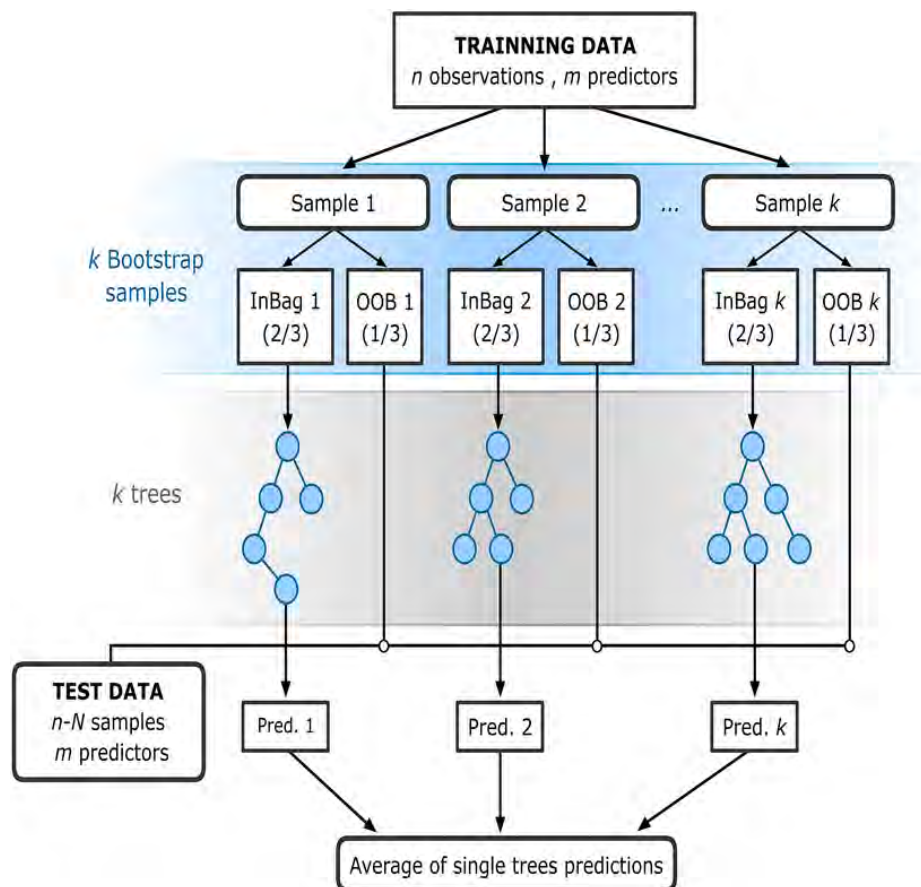 TRAINNING DATA
n observations , m predictors
Sample 1
Sample 2
...
Sample k
k Bootstrap
samples
InBag 1
(2/3)
OOB 1
(1/3)
InBag 2
(2/3)
OOB 2
(1/3)
InBag k
(2/3)
OOB k
(1/3)
k trees
TEST DATA
n-N samples
m predictors
Pred. 1
Pred. 2
Pred. k
Average of single trees predictions